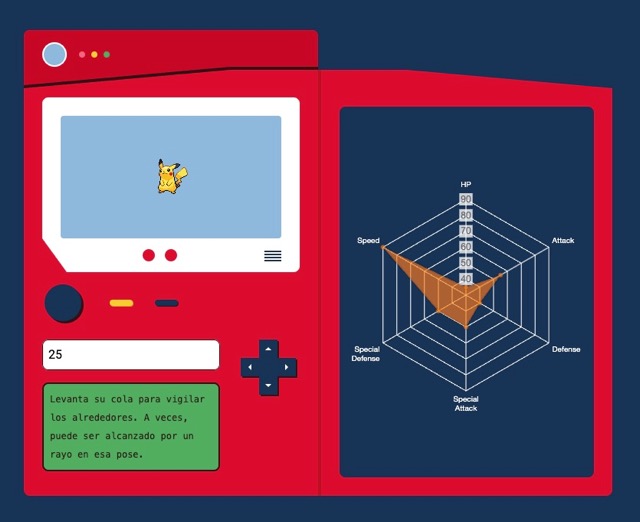 25
Levanta su cola para vigilar
los alrededores. A veces,
puede ser alcanzado por un
rayo en esa pose.
HP
90
80
70
60
50
40
Speed
Attack
Special
Defense
Defense
Special
Attack